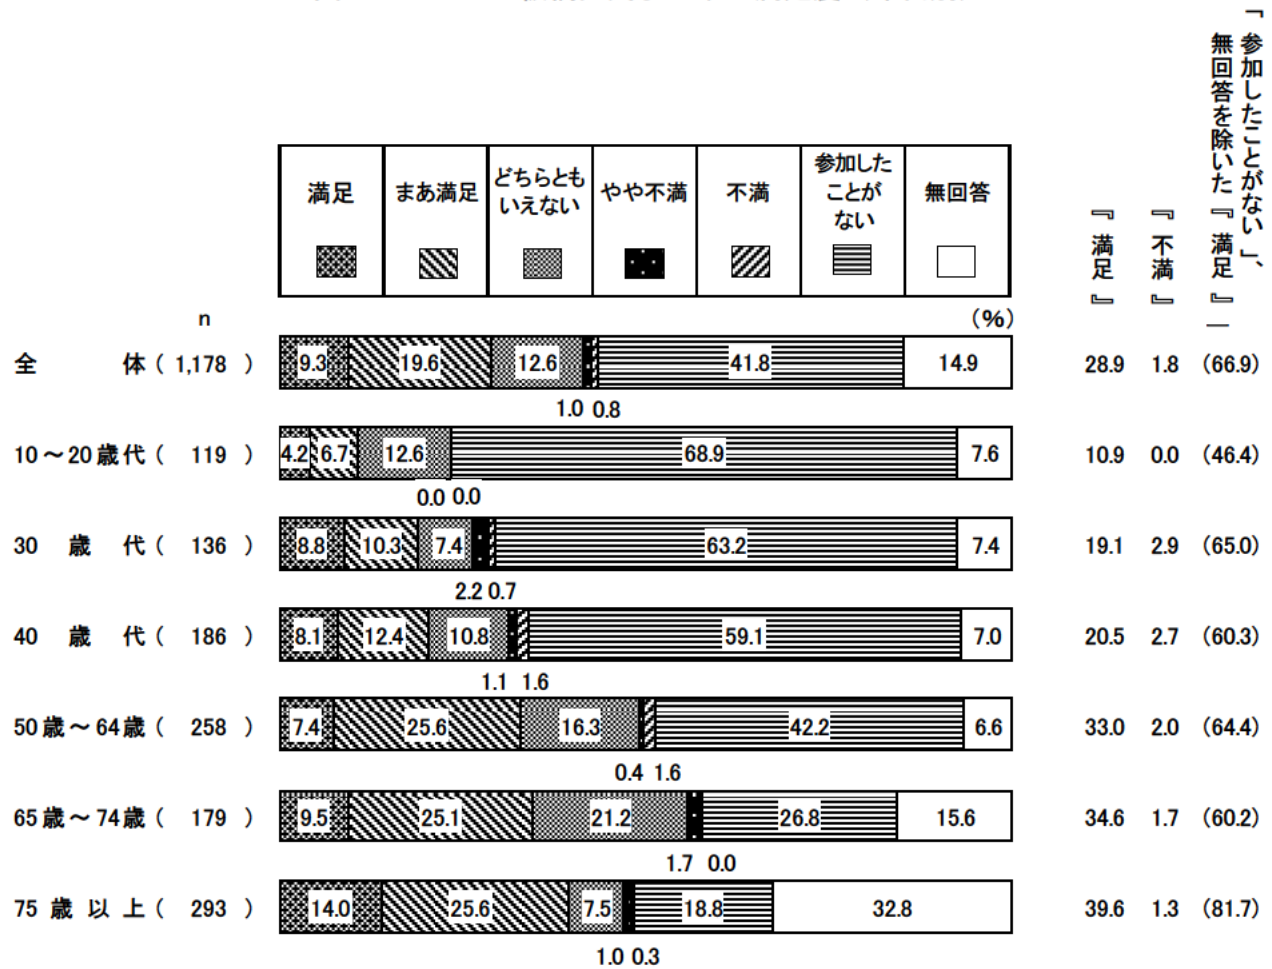 「参加したことがない」、
無回答を除いた『満足』―
満足
まあ満足
どちらとも
いえない
やや不満
不満
参加した
ことが
ない
無回答
『満足』
『不満』
n
(%)
全体( 1,178 )
9.3 19.6 12.6 41.8 14.9
28.9 1.8 (66.9)
1.0 0.8
10～20歳代( 119 )
4.2 6.7 12.6 68.9 7.6
10.9 0.0 (46.4)
0.0 0.0
30歳代( 136 )
8.8 10.3 7.4 63.2 7.4
19.1 2.9 (65.0)
2.2 0.7
40歳代( 186 )
8.1 12.4 10.8 59.1 7.0
20.5 2.7 (60.3)
1.1 1.6
50歳～64歳( 258 )
7.4 25.6 16.3 42.2 6.6
33.0 2.0 (64.4)
0.4 1.6
65歳～74歳( 179 )
9.5 25.1 21.2 26.8 15.6
34.6 1.7 (60.2)
1.7 0.0
75歳以上( 293 )
14.0 25.6 7.5 18.8 32.8
39.6 1.3 (81.7)
1.0 0.3